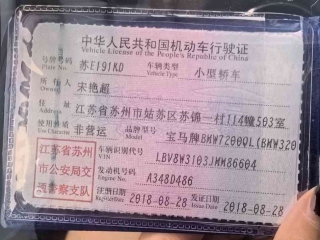 中华人民共和国机动车行驶证
Vehicle License of the People's Republic of China
号牌号码 苏E191KD 车辆类型 小型轿车
Plate No. Vehicle Type
所有人 宋艳超
Owner
住址 江苏省苏州市姑苏区苏锦一村114幢503室
Address
使用性质 非营运 品牌型号 宝马牌BMW7200QL(BMW320
Use Character Model
江苏省苏州市公安局交通警察支队
车辆识别代号 LBV8W3103JMM86604
VIN
发动机号码 A3480486
Engine No.
注册日期 2018-08-28 发证日期 2018-08-28
Register Date Issue Date